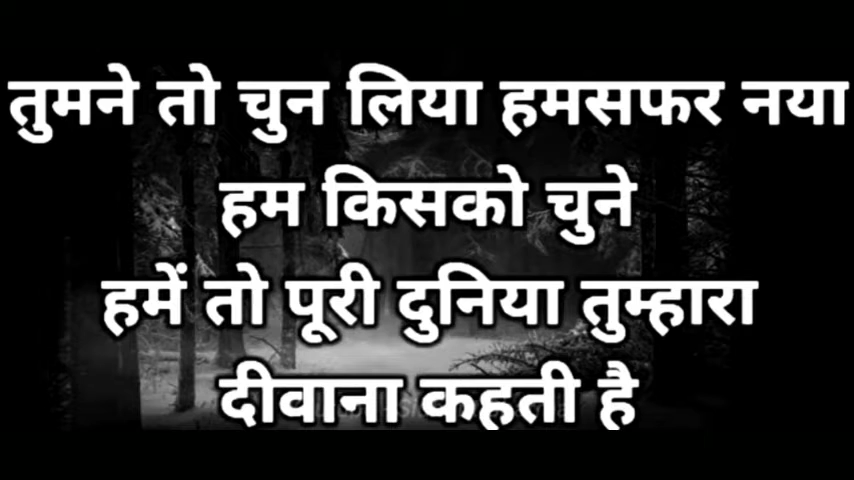 तुमने तो चुन लिया हमसफर नया
हम किसको चुने
हमें तो पूरी दुनिया तुम्हारा
दीवाना कहती है